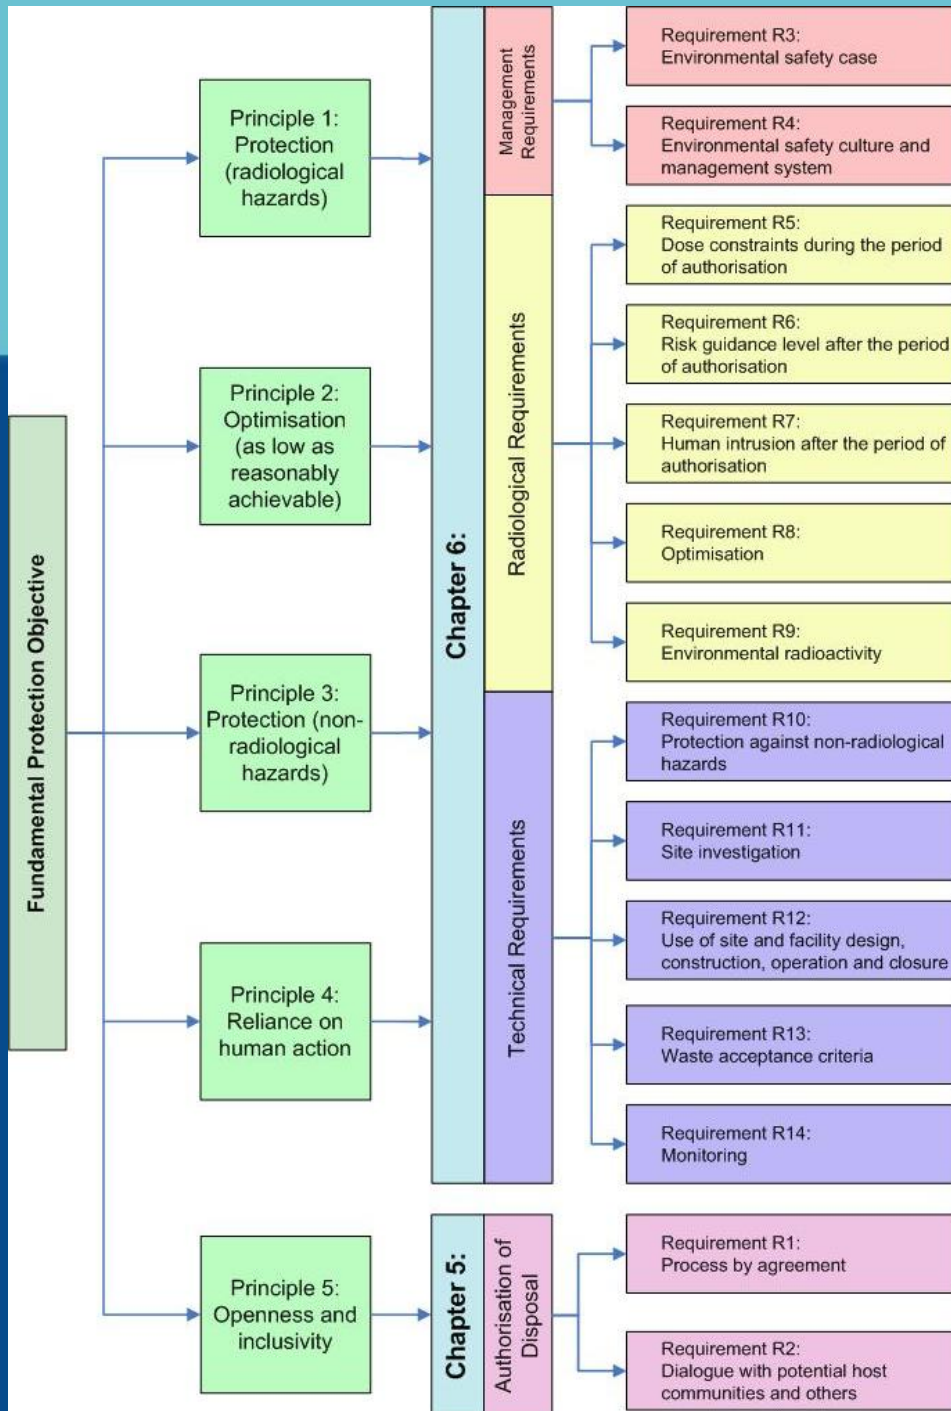 Fundamental Protection Objective
Principle 1:
Protection
(radiological
hazards)
Principle 2:
Optimisation
(as low as
reasonably
achievable)
Principle 3:
Protection (non-
radiological
hazards)
Principle 4:
Reliance on
human action
Principle 5:
Openness and
inclusivity
Chapter 6:
Management
Requirements
Radiological Requirements
Technical Requirements
Chapter 5:
Authorisation of
Disposal
Requirement R3:
Environmental safety case
Requirement R4:
Environmental safety culture and
management system
Requirement R5:
Dose constraints during the period
of authorisation
Requirement R6:
Risk guidance level after the period
of authorisation
Requirement R7:
Human intrusion after the period of
authorisation
Requirement R8:
Optimisation
Requirement R9:
Environmental radioactivity
Requirement R10:
Protection against non-radiological
hazards
Requirement R11:
Site investigation
Requirement R12:
Use of site and facility design,
construction, operation and closure
Requirement R13:
Waste acceptance criteria
Requirement R14:
Monitoring
Requirement R1:
Process by agreement
Requirement R2:
Dialogue with potential host
communities and others